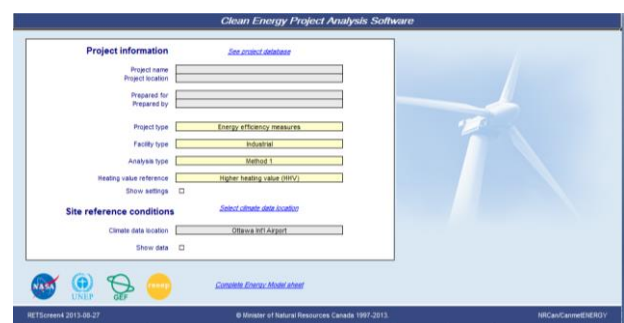 Clean Energy Project Analysis Software
Project information
See project database
Project name
Project location
Prepared for
Prepared by
Project type Energy efficiency measures
Facility type Industrial
Analysis type Method 1
Heating value reference Higher heating value (HHV)
Show settings
Site reference conditions
Select climate data location
Climate data location Ottawa Int'l Airport
Show data
NASA
UNEP
GEF
reeep
Complete Energy Model sheet
RETScreen4 2013-08-27
© Minister of Natural Resources Canada 1997-2013.
NRCan/CanmetENERGY